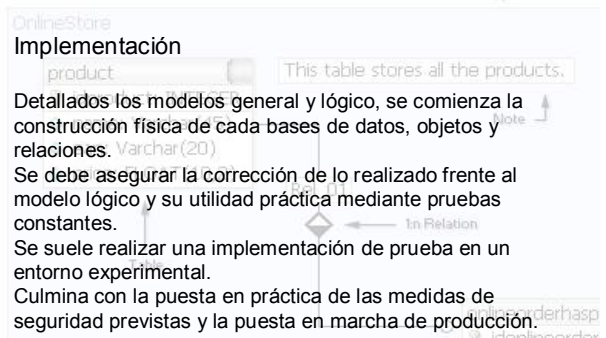 OnlineStore
Implementación
product
This table stores all the products.
Detallados los modelos general y lógico, se comienza la
construcción física de cada bases de datos, objetos y
Note
relaciones.
Varchar(20)
Se debe asegurar la corrección de lo realizado frente al
modelo lógico y su utilidad práctica mediante pruebas
Rel_01
constantes.
1:n Relation
Se suele realizar una implementación de prueba en un
entorno experimental.
Table
Culmina con la puesta en práctica de las medidas de
seguridad previstas y la puesta en marcha de producción.
onlineorderhasp
idonlineorder